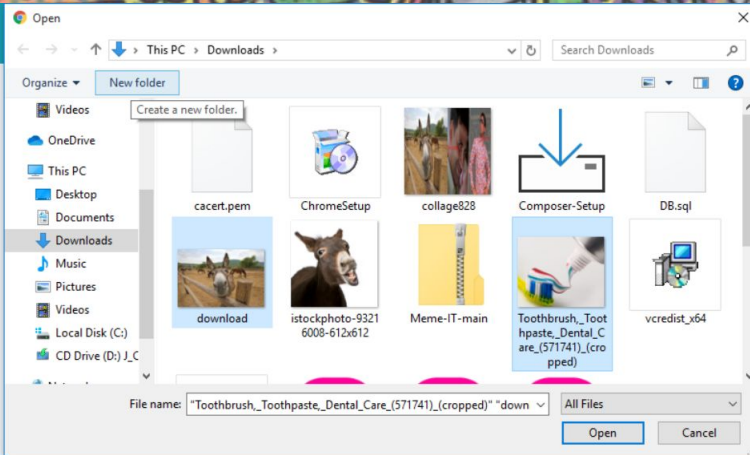 Open
This PC > Downloads >
Search Downloads
Organize
New folder
Create a new folder.
Videos
OneDrive
This PC
Desktop
Documents
Downloads
Music
Pictures
Videos
Local Disk (C:)
CD Drive (D:) J_C
cacert.pem
ChromeSetup
collage828
Composer-Setup
DB.sql
download
istockphoto-9321
6008-612x612
Meme-IT-main
Toothbrush,_Toot
hpaste,_Dental_C
are_(571741)_(cro
pped)
vcredist_x64
File name: "Toothbrush,_Toothpaste,_Dental_Care_(571741)_(cropped)" "down
All Files
Open
Cancel